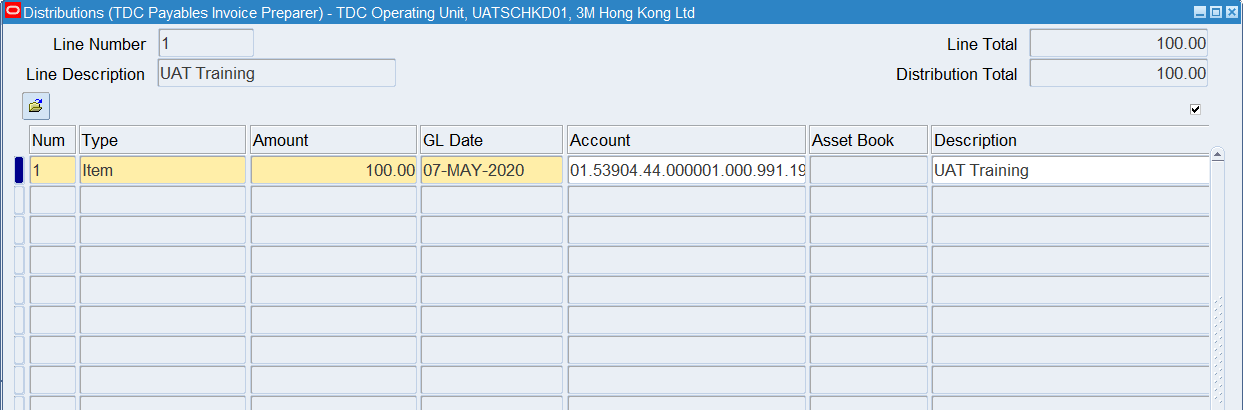 Distributions (TDC Payables Invoice Preparer) - TDC Operating Unit, UATSCHKD01, 3M Hong Kong Ltd
Line Number 1 Line Total 100.00
Line Description UAT Training Distribution Total 100.00
Num Type Amount GL Date Account Asset Book Description
1 Item 100.00 07-MAY-2020 01.53904.44.000001.000.991.19 UAT Training